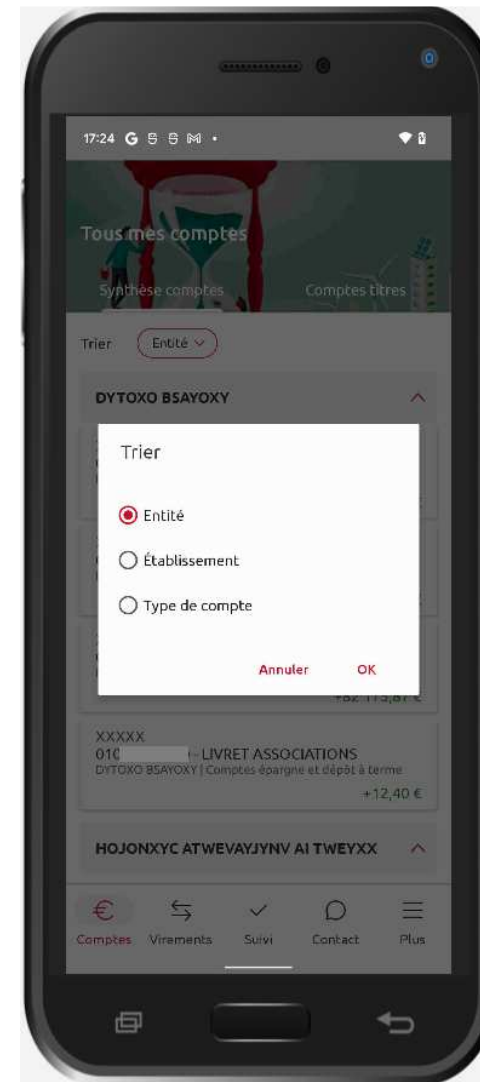 17:24 G
Tous mes comptes
Synthèse comptes Comptes titres
Trier Entité
DYTOXO BSAYOXY
Trier
Entité
Établissement
Type de compte
Annuler OK
XXXXX
010 - LIVRET ASSOCIATIONS
DYTOXO BSAYOXY | Comptes épargne et dépôt à terme
+12,40 €
HOJONXYC ATWEVAYJYNV AI TWEYXX
€
Comptes Virements Suivi Contact Plus